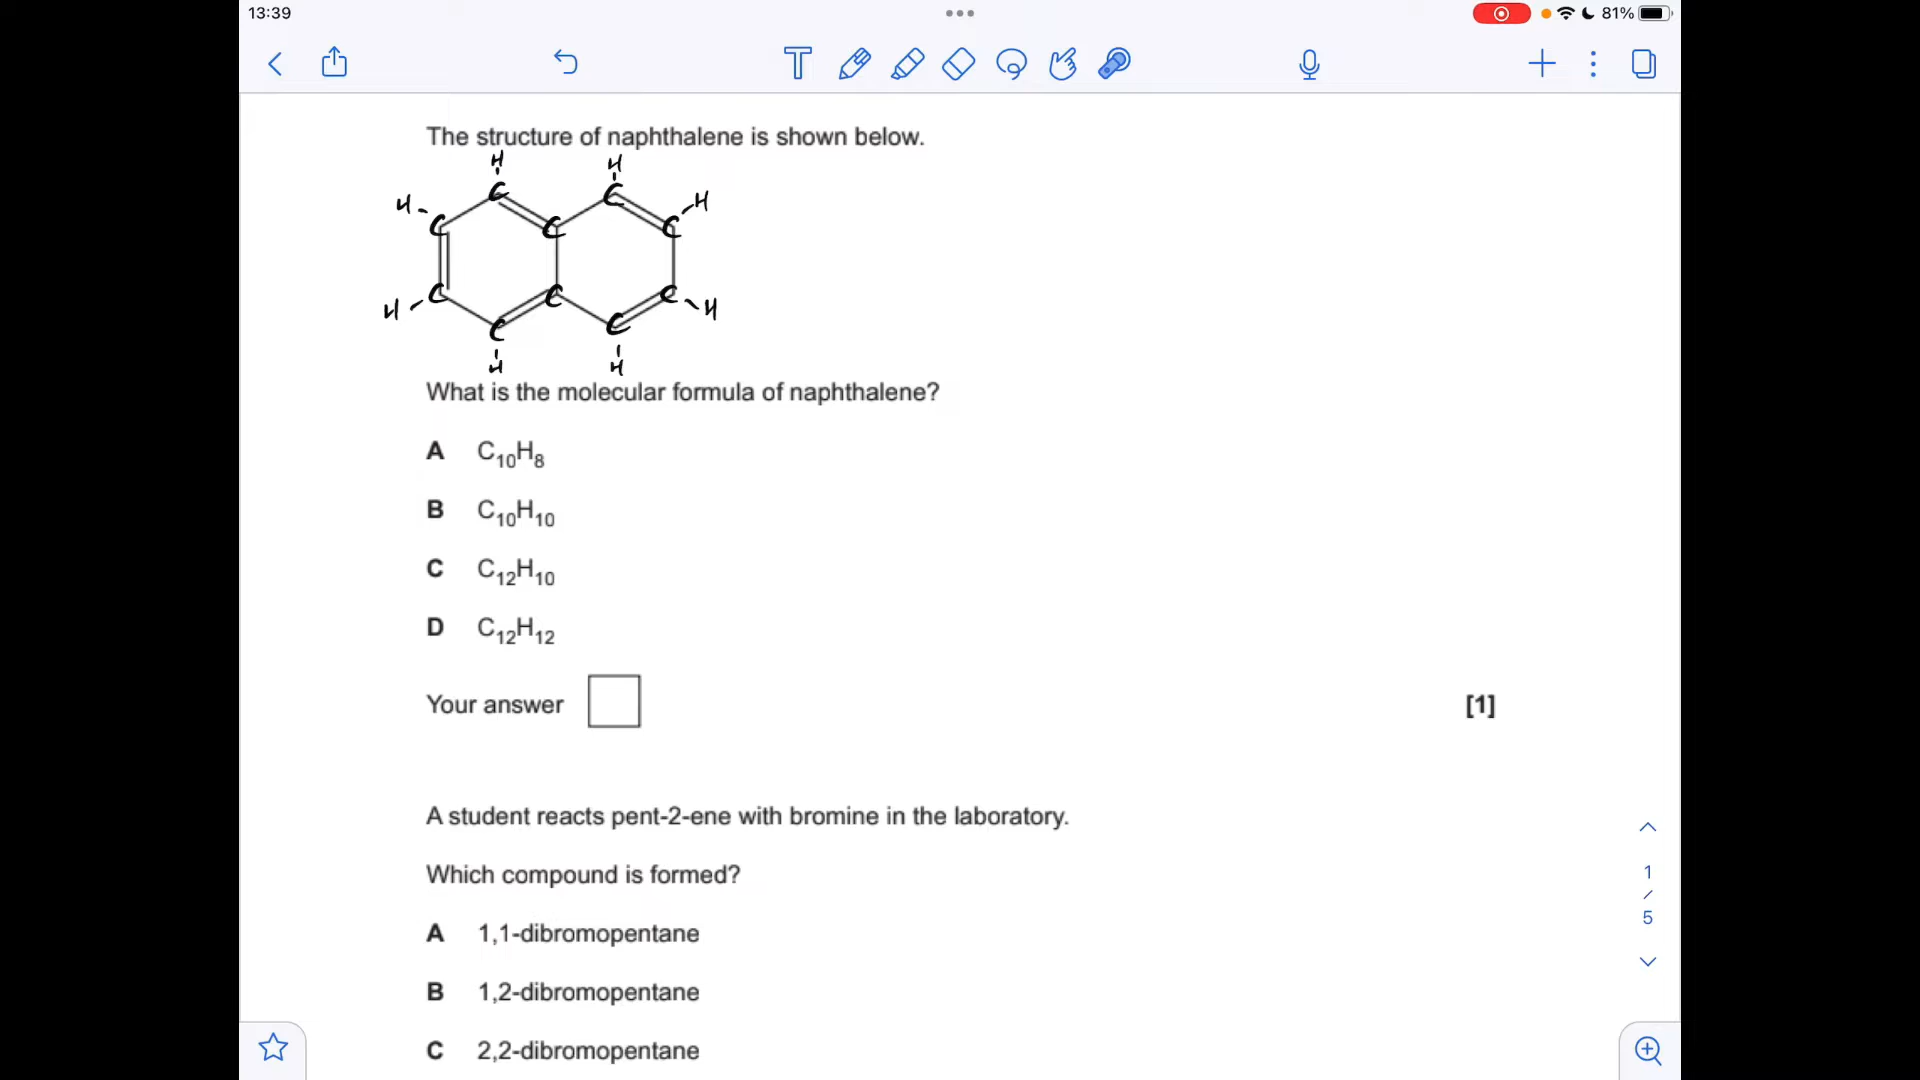 13:39
81%
The structure of naphthalene is shown below.
H H
H C C H
C C C
C C C
H C C H
H H
What is the molecular formula of naphthalene?
A C₁₀H₈
B C₁₀H₁₀
C C₁₂H₁₀
D C₁₂H₁₂
Your answer [1]
A student reacts pent-2-ene with bromine in the laboratory.
Which compound is formed?
A 1,1-dibromopentane
B 1,2-dibromopentane
C 2,2-dibromopentane
1
/
5